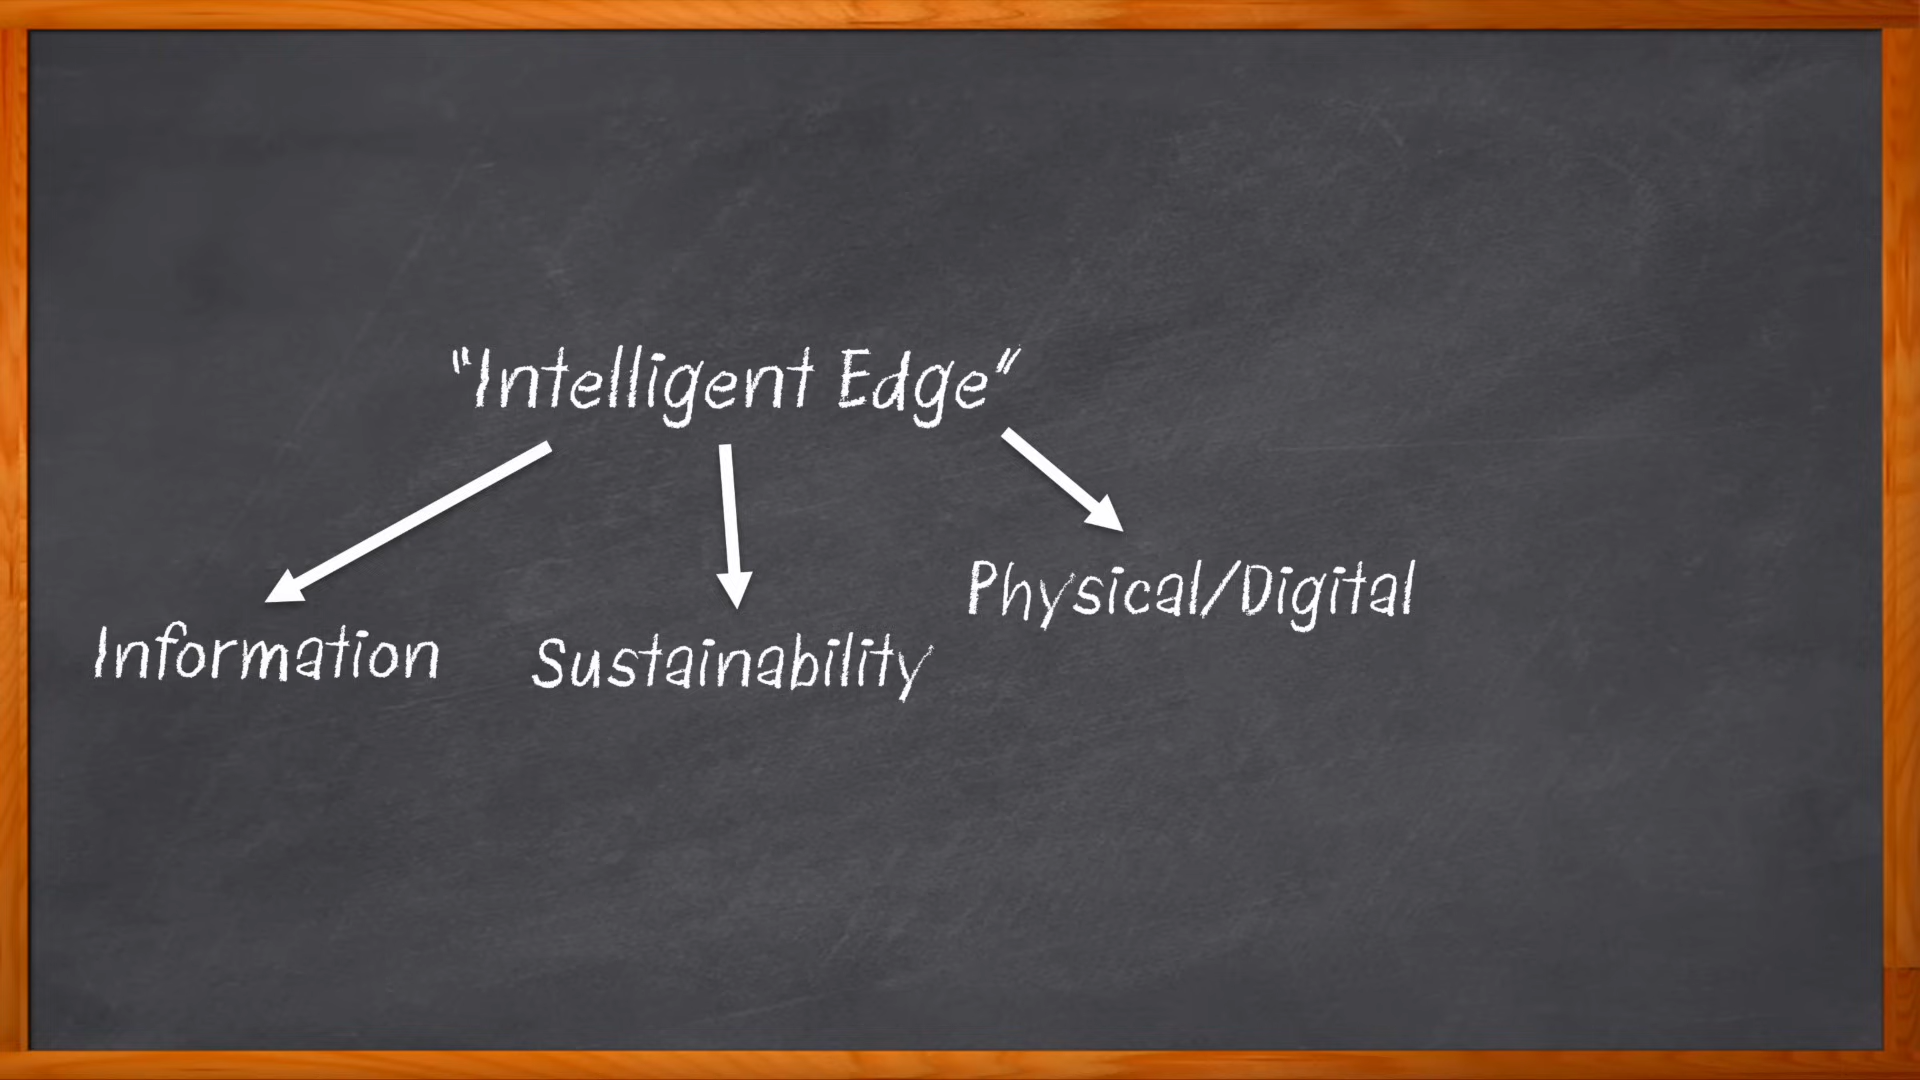 “Intelligent Edge”
Information
Sustainability
Physical/Digital